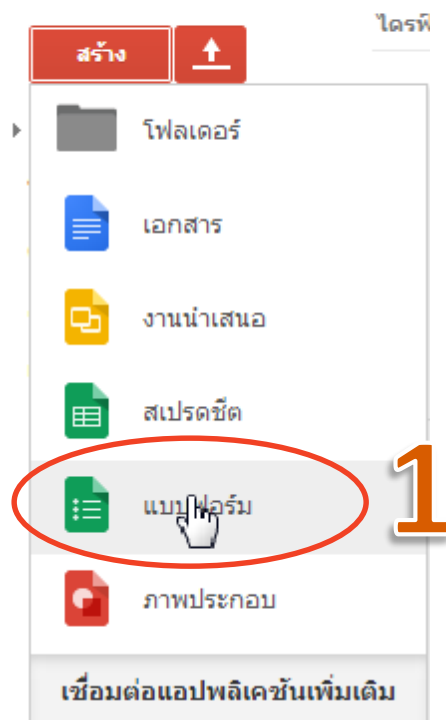 ไดรฟ์
สร้าง
โฟลเดอร์
เอกสาร
งานนำเสนอ
สเปรดชีต
แบบฟอร์ม
1
ภาพประกอบ
เชื่อมต่อแอปพลิเคชันเพิ่มเติม